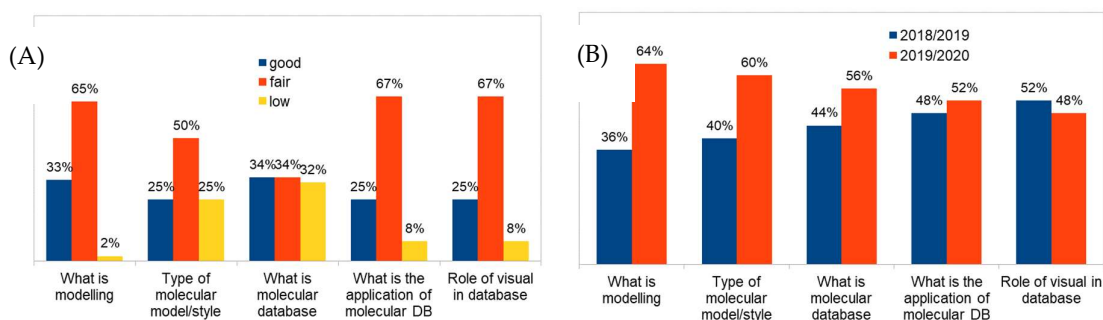 (A)
good
fair
low
33%
65%
2%
25%
50%
25%
34%
34%
32%
25%
67%
8%
25%
67%
8%
What is
modelling
Type of
molecular
model/style
What is
molecular
database
What is the
application of
molecular DB
Role of visual
in database
(B)
2018/2019
2019/2020
36%
64%
40%
60%
44%
56%
48%
52%
52%
48%
What is
modelling
Type of
molecular
model/style
What is
molecular
database
What is the
application of
molecular DB
Role of visual in
database